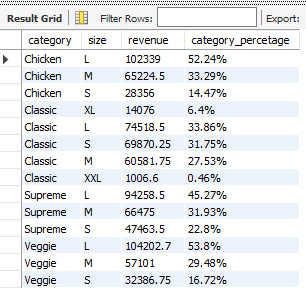 Result Grid Filter Rows: Export:
category size revenue category_percetage
Chicken L 102339 52.24%
Chicken M 65224.5 33.29%
Chicken S 28356 14.47%
Classic XL 14076 6.4%
Classic L 74518.5 33.86%
Classic S 69870.25 31.75%
Classic M 60581.75 27.53%
Classic XXL 1006.6 0.46%
Supreme L 94258.5 45.27%
Supreme M 66475 31.93%
Supreme S 47463.5 22.8%
Veggie L 104202.7 53.8%
Veggie M 57101 29.48%
Veggie S 32386.75 16.72%